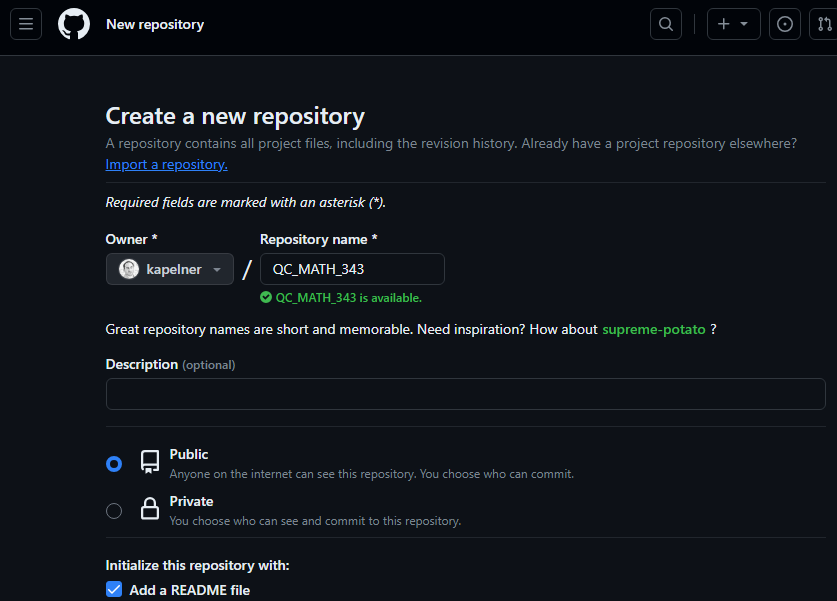 New repository
Create a new repository
A repository contains all project files, including the revision history. Already have a project repository elsewhere?
Import a repository.
Required fields are marked with an asterisk (*).
Owner * Repository name *
kapelner / QC_MATH_343
QC_MATH_343 is available.
Great repository names are short and memorable. Need inspiration? How about supreme-potato ?
Description (optional)
Public
Anyone on the internet can see this repository. You choose who can commit.
Private
You choose who can see and commit to this repository.
Initialize this repository with:
Add a README file